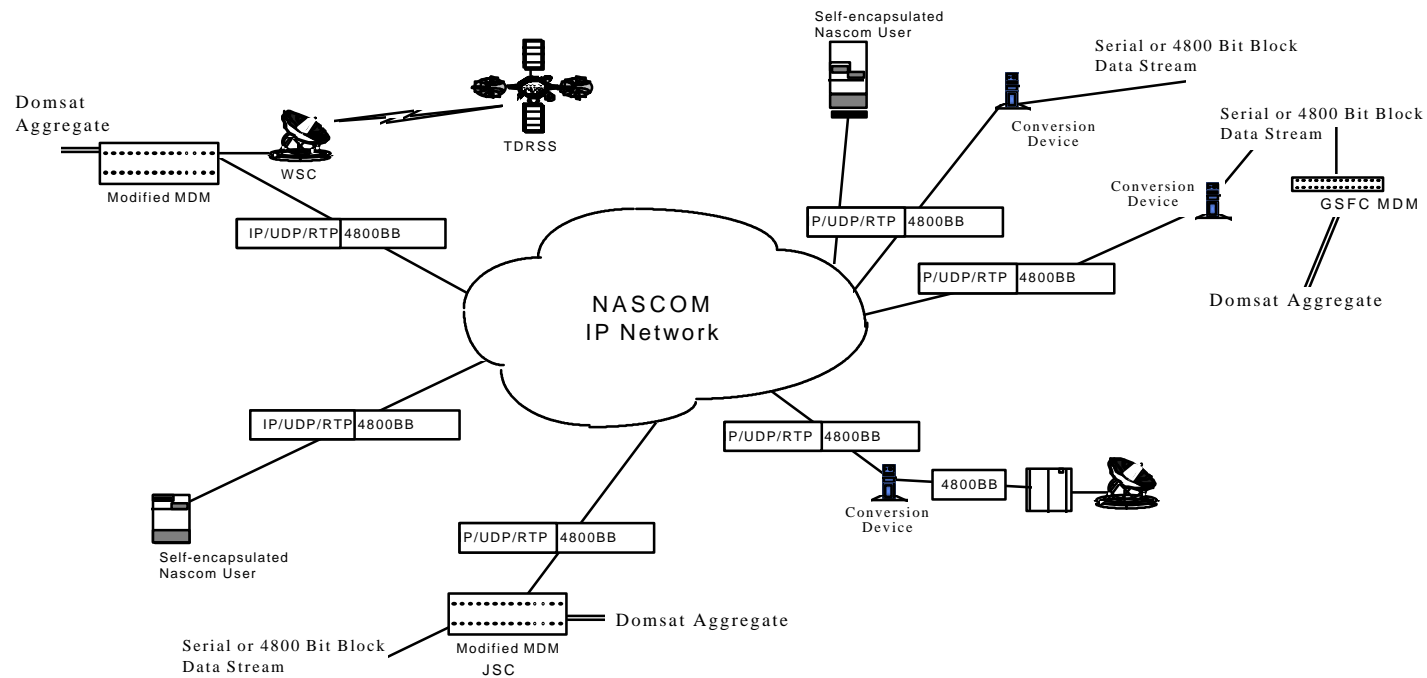 Self-encapsulated
Nascom User
Serial or 4800 Bit Block
Data Stream
Domsat
Aggregate
TDRSS
Conversion
Device
Serial or 4800 Bit Block
Data Stream
WSC
Modified MDM
Conversion
Device
GSFC MDM
IP/UDP/RTP 4800BB
P/UDP/RTP 4800BB
P/UDP/RTP 4800BB
Domsat Aggregate
NASCOM
IP Network
IP/UDP/RTP 4800BB
P/UDP/RTP 4800BB
4800BB
Conversion
Device
Self-encapsulated
Nascom User
P/UDP/RTP 4800BB
Domsat Aggregate
Serial or 4800 Bit Block
Data Stream
Modified MDM
JSC